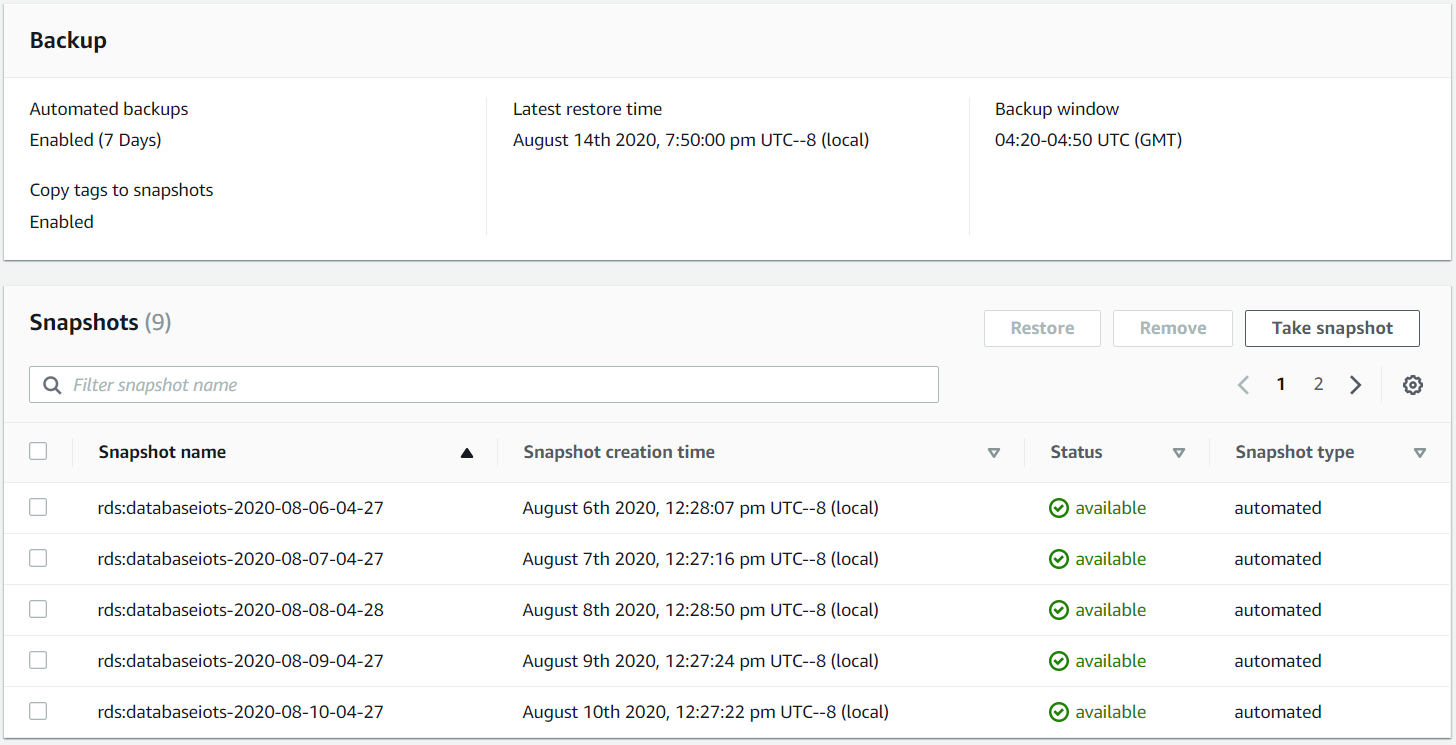 Backup
Automated backups
Enabled (7 Days)
Copy tags to snapshots
Enabled
Latest restore time
August 14th 2020, 7:50:00 pm UTC--8 (local)
Backup window
04:20-04:50 UTC (GMT)
Snapshots (9)
Restore Remove Take snapshot
Filter snapshot name
1 2
Snapshot name Snapshot creation time Status Snapshot type
rds:databaseiots-2020-08-06-04-27 August 6th 2020, 12:28:07 pm UTC--8 (local) available automated
rds:databaseiots-2020-08-07-04-27 August 7th 2020, 12:27:16 pm UTC--8 (local) available automated
rds:databaseiots-2020-08-08-04-28 August 8th 2020, 12:28:50 pm UTC--8 (local) available automated
rds:databaseiots-2020-08-09-04-27 August 9th 2020, 12:27:24 pm UTC--8 (local) available automated
rds:databaseiots-2020-08-10-04-27 August 10th 2020, 12:27:22 pm UTC--8 (local) available automated